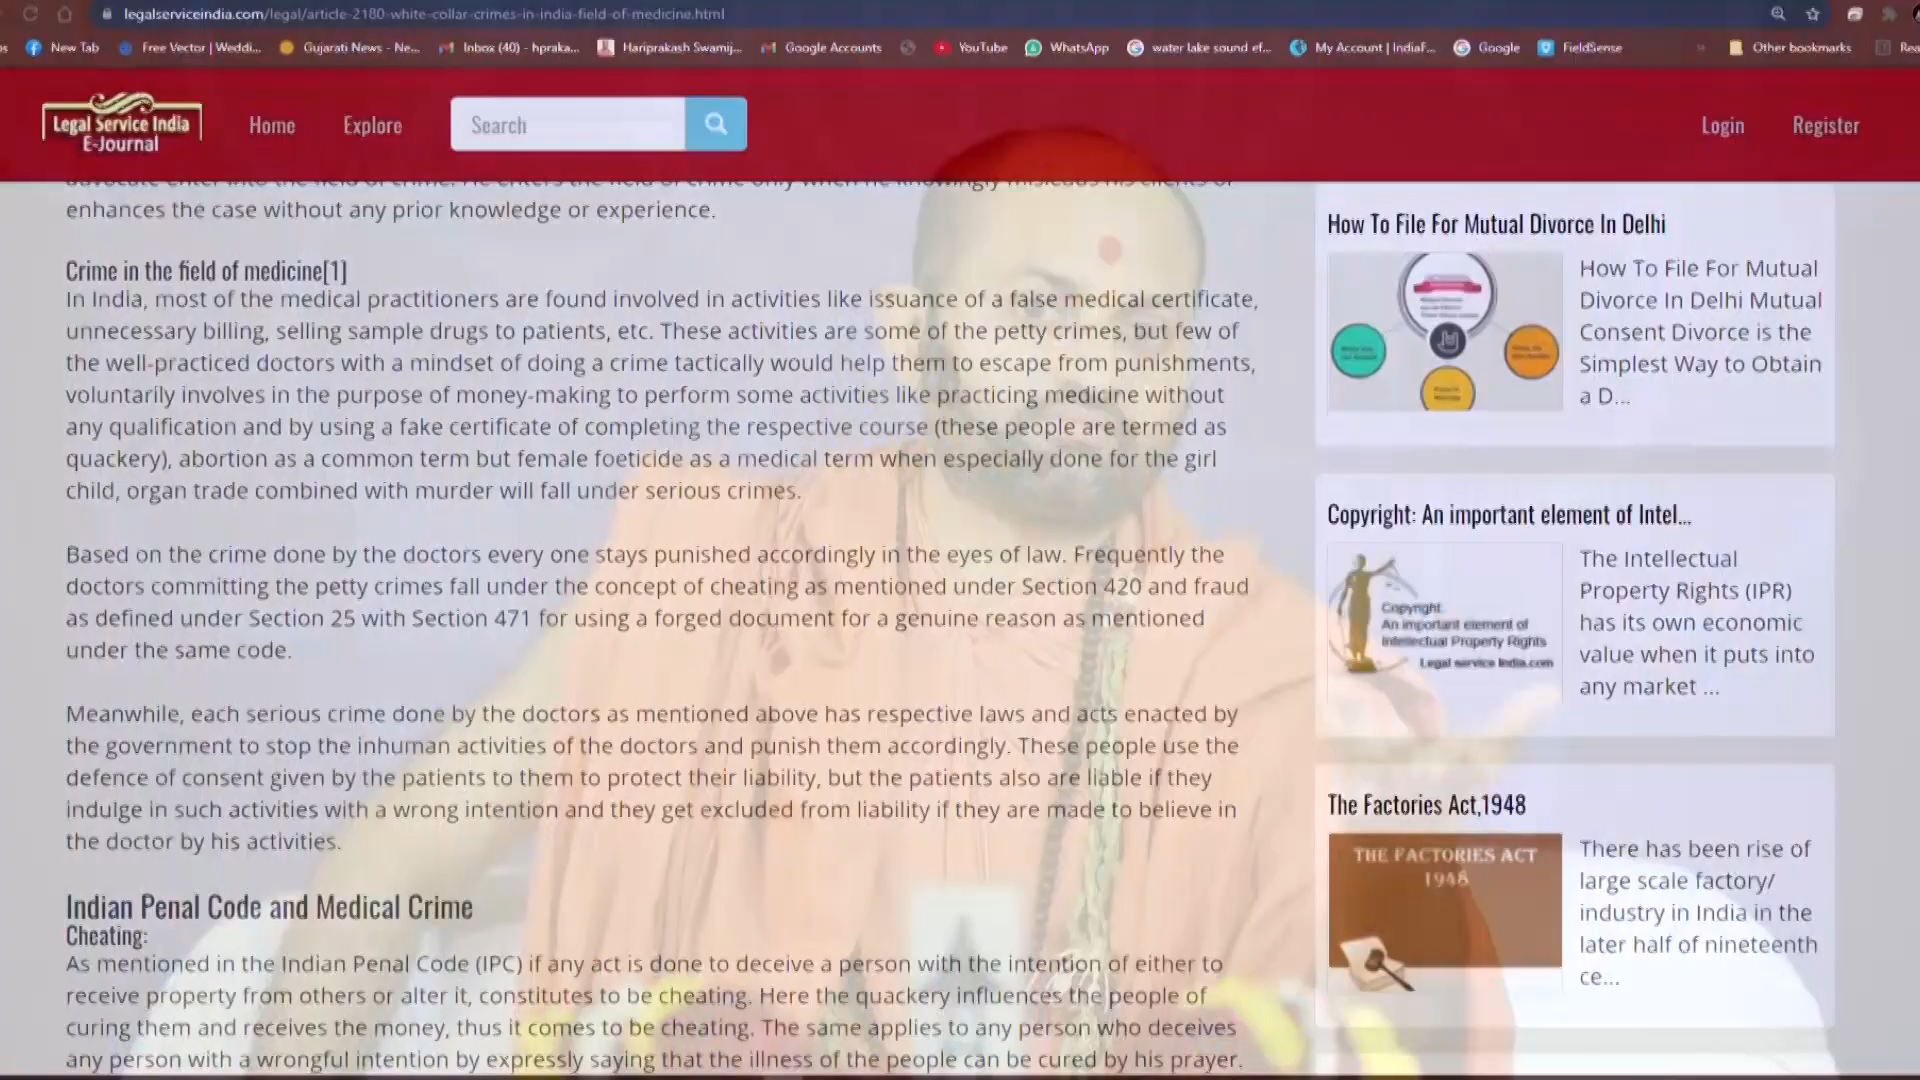 legalserviceindia.com/legal/article-2180-white-collar-crimes-in-india-field-of-medicine.html
New Tab
Free Vector | Weddi...
Gujarati News - Ne...
Inbox (40) - hpraka...
Hariprakash Swamij...
Google Accounts
YouTube
WhatsApp
water lake sound ef...
My Account | IndiaF...
Google
FieldSense
Other bookmarks
Rea
Legal Service India
E-Journal
Home
Explore
Search
Login
Register
enhances the case without any prior knowledge or experience.
Crime in the field of medicine[1]
In India, most of the medical practitioners are found involved in activities like issuance of a false medical certificate,
unnecessary billing, selling sample drugs to patients, etc. These activities are some of the petty crimes, but few of
the well-practiced doctors with a mindset of doing a crime tactically would help them to escape from punishments,
voluntarily involves in the purpose of money-making to perform some activities like practicing medicine without
any qualification and by using a fake certificate of completing the respective course (these people are termed as
quackery), abortion as a common term but female foeticide as a medical term when especially done for the girl
child, organ trade combined with murder will fall under serious crimes.
Based on the crime done by the doctors every one stays punished accordingly in the eyes of law. Frequently the
doctors committing the petty crimes fall under the concept of cheating as mentioned under Section 420 and fraud
as defined under Section 25 with Section 471 for using a forged document for a genuine reason as mentioned
under the same code.
Meanwhile, each serious crime done by the doctors as mentioned above has respective laws and acts enacted by
the government to stop the inhuman activities of the doctors and punish them accordingly. These people use the
defence of consent given by the patients to them to protect their liability, but the patients also are liable if they
indulge in such activities with a wrong intention and they get excluded from liability if they are made to believe in
the doctor by his activities.
Indian Penal Code and Medical Crime
Cheating:
As mentioned in the Indian Penal Code (IPC) if any act is done to deceive a person with the intention of either to
receive property from others or alter it, constitutes to be cheating. Here the quackery influences the people of
curing them and receives the money, thus it comes to be cheating. The same applies to any person who deceives
any person with a wrongful intention by expressly saying that the illness of the people can be cured by his prayer.
How To File For Mutual Divorce In Delhi
How To File For Mutual
Divorce In Delhi Mutual
Consent Divorce is the
Simplest Way to Obtain
a D...
Copyright: An important element of Intel...
Copyright:
An important element of
Intellectual Property Rights
Legal service India.com
The Intellectual
Property Rights (IPR)
has its own economic
value when it puts into
any market ...
The Factories Act,1948
THE FACTORIES ACT
1948
There has been rise of
large scale factory/
industry in India in the
later half of nineteenth
ce...